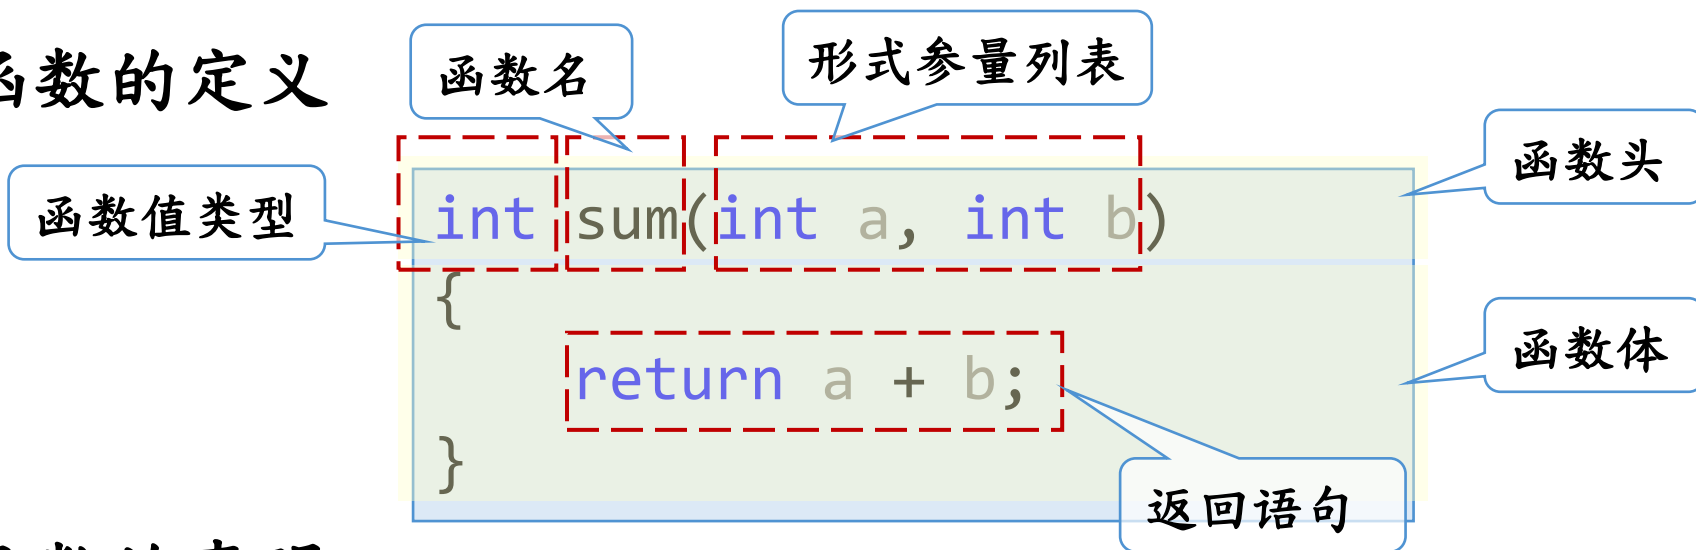 函数的定义
函数名
形式参量列表
函数头
函数值类型
int sum(int a, int b)
{
函数体
return a + b;
}
返回语句